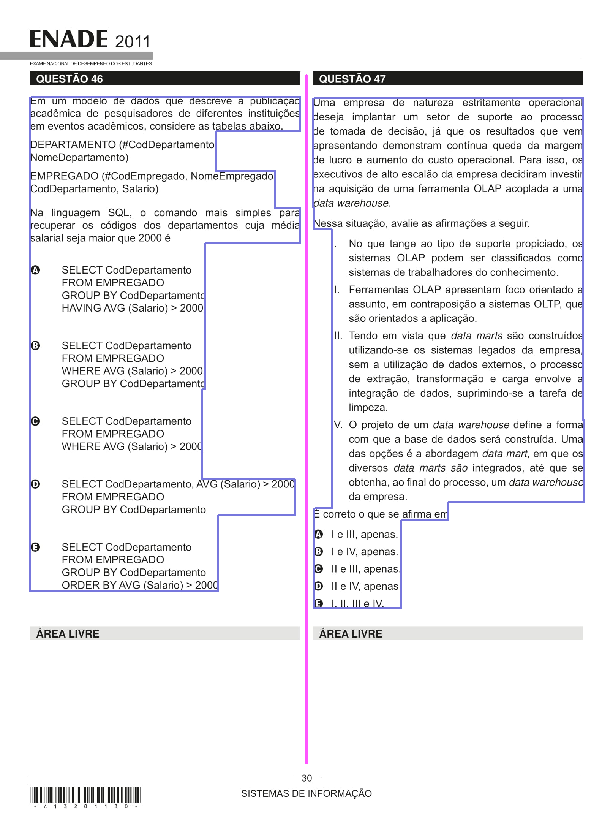 ENADE 2011
EXAME NACIONAL DE DESEMPENHO DOS ESTUDANTES
QUESTÃO 46
Em um modelo de dados que descreve a publicação
acadêmica de pesquisadores de diferentes instituições
em eventos acadêmicos, considere as tabelas abaixo.
DEPARTAMENTO (#CodDepartamento,
NomeDepartamento)
EMPREGADO (#CodEmpregado, NomeEmpregado,
CodDepartamento, Salario)
Na linguagem SQL, o comando mais simples para
recuperar os códigos dos departamentos cuja média
salarial seja maior que 2000 é
A SELECT CodDepartamento
FROM EMPREGADO
GROUP BY CodDepartamento
HAVING AVG (Salario) > 2000
B SELECT CodDepartamento
FROM EMPREGADO
WHERE AVG (Salario) > 2000
GROUP BY CodDepartamento
C SELECT CodDepartamento
FROM EMPREGADO
WHERE AVG (Salario) > 2000
D SELECT CodDepartamento, AVG (Salario) > 2000
FROM EMPREGADO
GROUP BY CodDepartamento
E SELECT CodDepartamento
FROM EMPREGADO
GROUP BY CodDepartamento
ORDER BY AVG (Salario) > 2000
ÁREA LIVRE
QUESTÃO 47
Uma empresa de natureza estritamente operacional
deseja implantar um setor de suporte ao processo
de tomada de decisão, já que os resultados que vem
apresentando demonstram contínua queda da margem
de lucro e aumento do custo operacional. Para isso, os
executivos de alto escalão da empresa decidiram investir
na aquisição de uma ferramenta OLAP acoplada a uma
data warehouse.
Nessa situação, avalie as afirmações a seguir.
I. No que tange ao tipo de suporte propiciado, os
sistemas OLAP podem ser classificados como
sistemas de trabalhadores do conhecimento.
II. Ferramentas OLAP apresentam foco orientado a
assunto, em contraposição a sistemas OLTP, que
são orientados a aplicação.
III. Tendo em vista que data marts são construídos
utilizando-se os sistemas legados da empresa,
sem a utilização de dados externos, o processo
de extração, transformação e carga envolve a
integração de dados, suprimindo-se a tarefa de
limpeza.
IV. O projeto de um data warehouse define a forma
com que a base de dados será construída. Uma
das opções é a abordagem data mart, em que os
diversos data marts são integrados, até que se
obtenha, ao final do processo, um data warehouse
da empresa.
É correto o que se afirma em
A I e III, apenas.
B I e IV, apenas.
C II e III, apenas.
D II e IV, apenas.
E I, II, III e IV.
ÁREA LIVRE
30
SISTEMAS DE INFORMAÇÃO